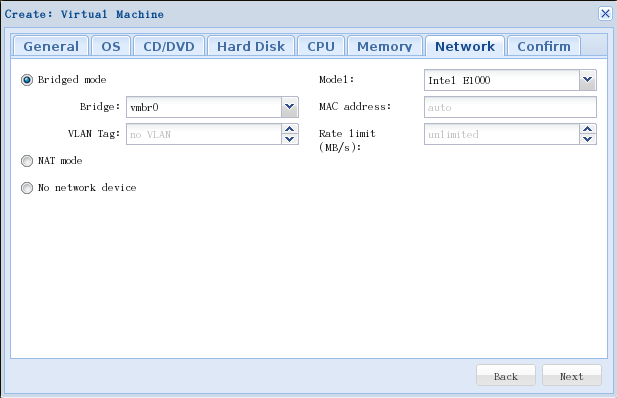 Create: Virtual Machine
General OS CD/DVD Hard Disk CPU Memory Network Confirm
Bridged mode Model: Intel E1000
Bridge: vmbr0 MAC address: auto
VLAN Tag: no VLAN Rate limit (MB/s): unlimited
NAT mode
No network device
Back Next